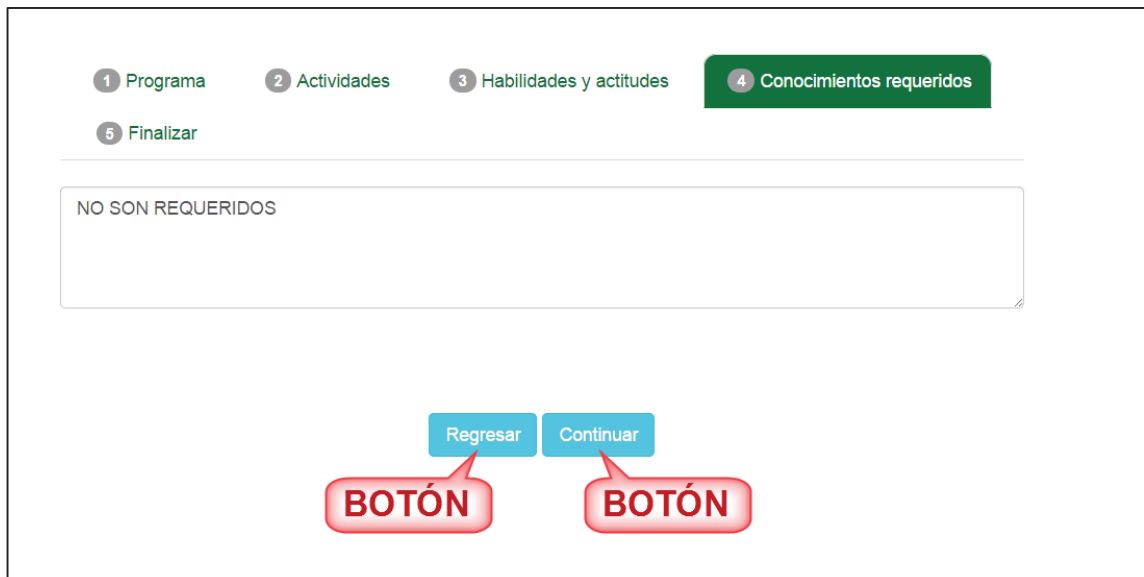 1 Programa 2 Actividades 3 Habilidades y actitudes 4 Conocimientos requeridos
5 Finalizar
NO SON REQUERIDOS
Regresar Continuar
BOTÓN BOTÓN